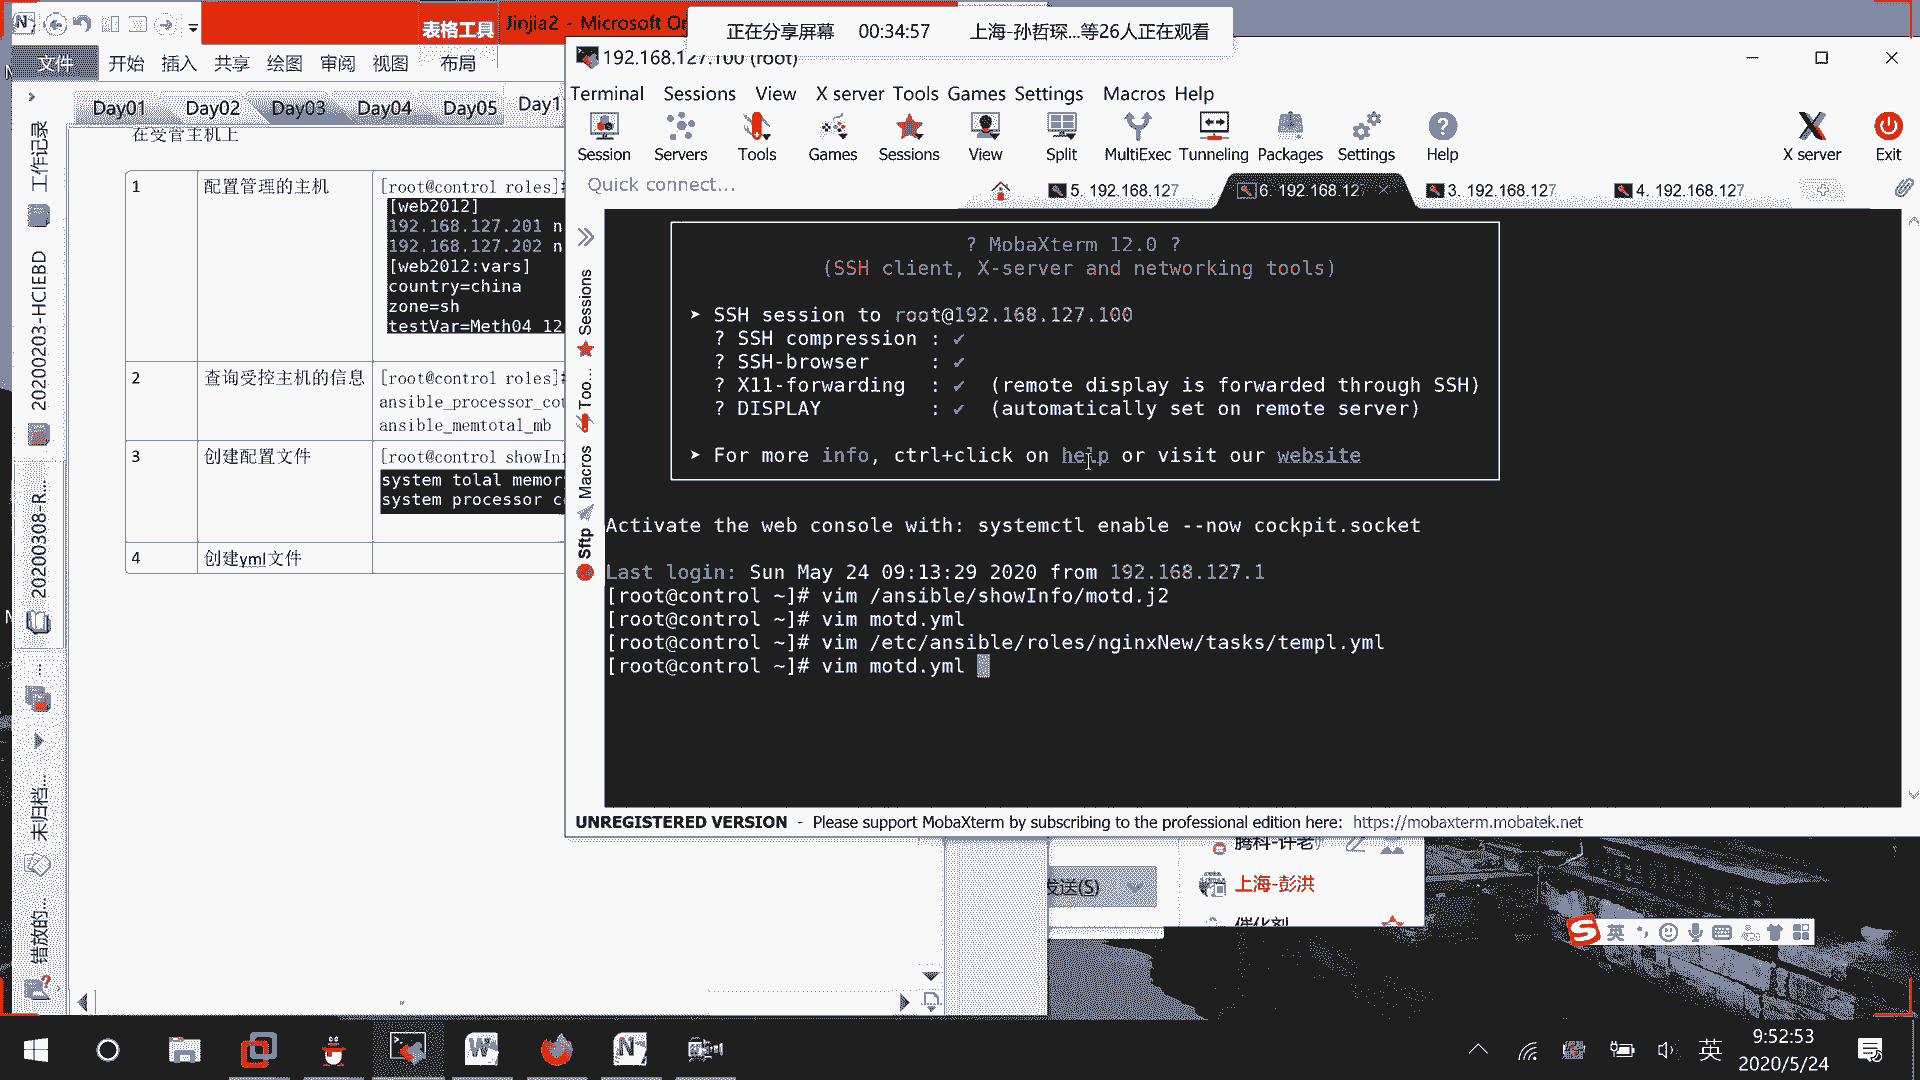 正在分享屏幕 00:34:57 上海-孙哲琛...等26人正在观看
表格工具
Jinjia2 - Microsoft
文件 开始 插入 共享 绘图 审阅 视图 布局
Day01 Day02 Day03 Day04 Day05 Day1
工作记录
20200203-HCIEBD
20200308-R...
未归档...
错放的...
在受管主机上
1 配置管理的主机 [root@control roles]#
[web2012]
192.168.127.201 n
192.168.127.202 n
[web2012:vars]
country=china
zone=sh
testVar=Meth04 12
2 查询受控主机的信息 [root@control roles]#
ansible_processor_cou
ansible_memtotal_mb
3 创建配置文件 [root@control showInf
system tolal memory
system processor c
4 创建yml文件
192.168.127.100 (root)
Terminal Sessions View X server Tools Games Settings Macros Help
Session Servers Tools Games Sessions View Split MultiExec Tunneling Packages Settings Help X server Exit
Quick connect...
5. 192.168.127 6. 192.168.127 3. 192.168.127 4. 192.168.127
Sessions
Too...
Macros
Sftp
? MobaXterm 12.0 ?
(SSH client, X-server and networking tools)
➤ SSH session to root@192.168.127.100
? SSH compression : ✔
? SSH-browser : ✔
? X11-forwarding : ✔ (remote display is forwarded through SSH)
? DISPLAY : ✔ (automatically set on remote server)
➤ For more info, ctrl+click on help or visit our website
Activate the web console with: systemctl enable --now cockpit.socket
Last login: Sun May 24 09:13:29 2020 from 192.168.127.1
[root@control ~]# vim /ansible/showInfo/motd.j2
[root@control ~]# vim motd.yml
[root@control ~]# vim /etc/ansible/roles/nginxNew/tasks/templ.yml
[root@control ~]# vim motd.yml
UNREGISTERED VERSION - Please support MobaXterm by subscribing to the professional edition here: https://mobaxterm.mobatek.net
发送(S)
腾科-许老
上海-彭洪
催化剂
英
英
9:52:53
2020/5/24